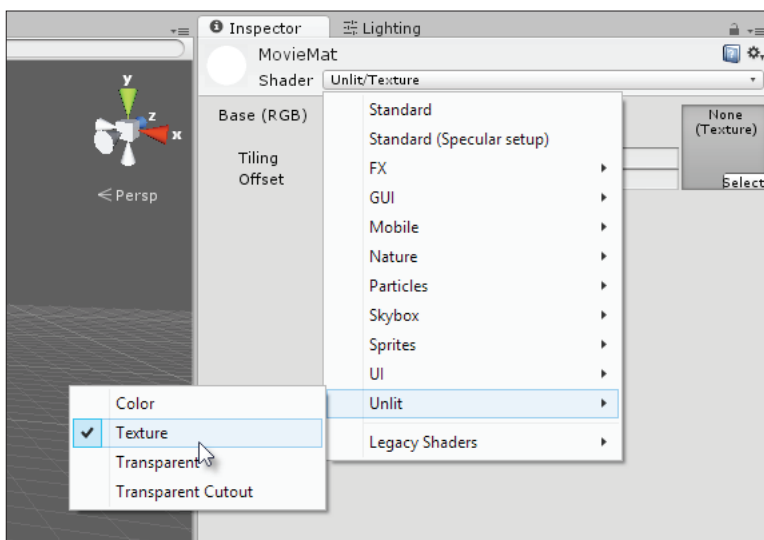 Inspector
Lighting
MovieMat
Shader Unlit/Texture
y
z
x
Persp
Base (RGB)
Tiling
Offset
None
(Texture)
Select
Standard
Standard (Specular setup)
FX
GUI
Mobile
Nature
Particles
Skybox
Sprites
UI
Unlit
Legacy Shaders
Color
Texture
Transparent
Transparent Cutout